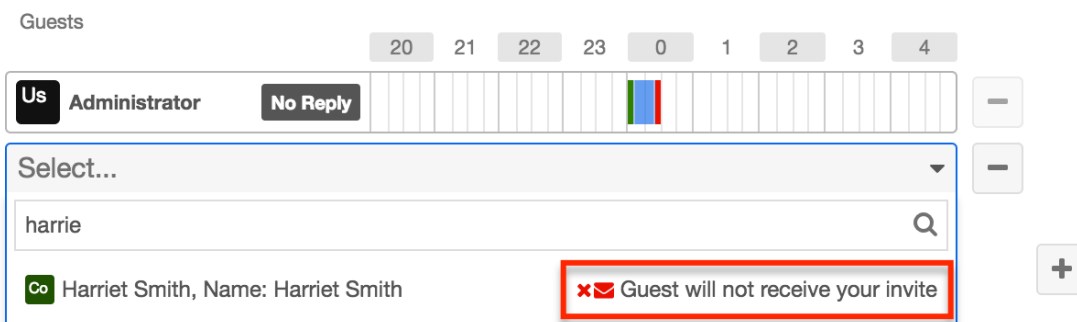 Guests
20 21 22 23 0 1 2 3 4
Us Administrator No Reply
Select...
harrie
Co Harriet Smith, Name: Harriet Smith Guest will not receive your invite